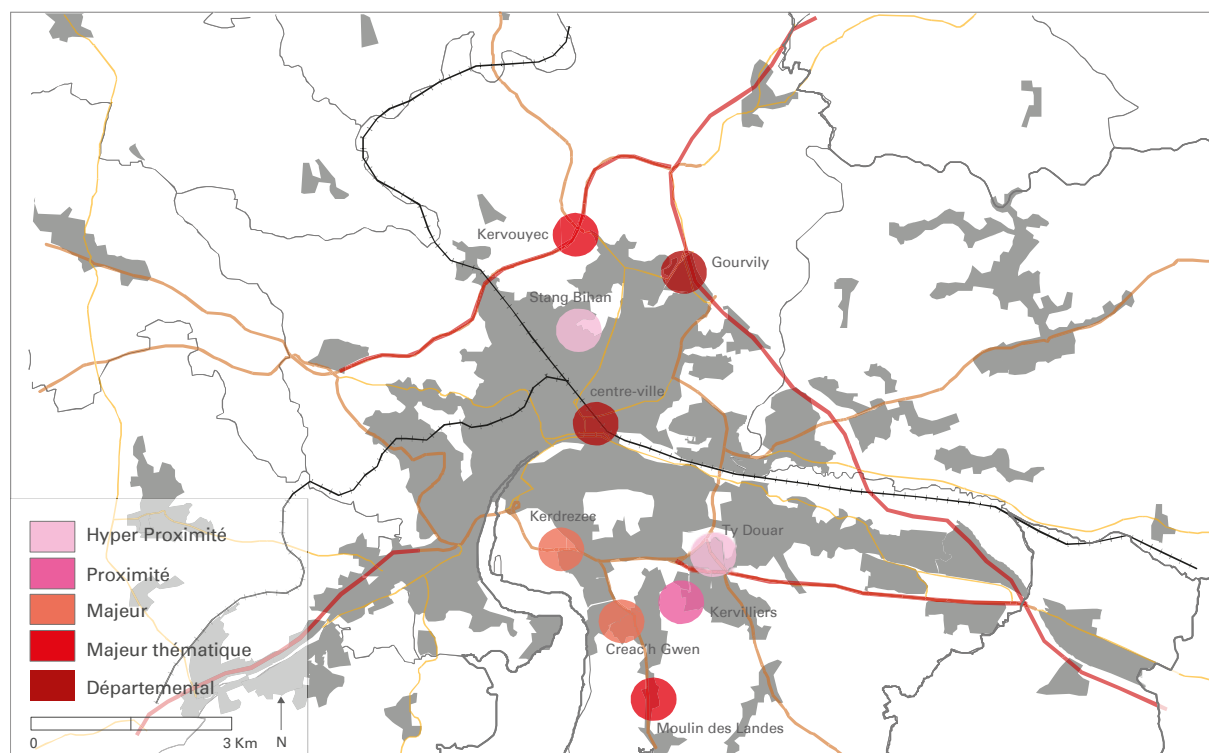 Kervouyec
Gourvily
Stang Bihan
centre-ville
Kerdrezec
Ty Douar
Kervilliers
Creac'h Gwen
Moulin des Landes
Hyper Proximité
Proximité
Majeur
Majeur thématique
Départemental
0
3 Km
N